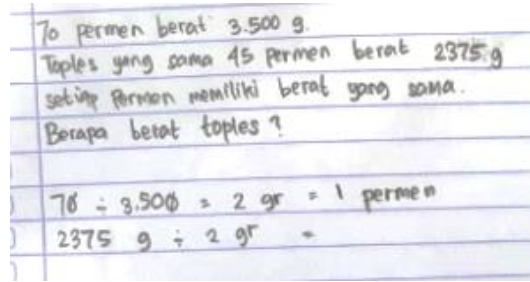 70 permen berat 3.500 g.
Toples yang sama 45 permen berat 2375 g
setiap permen memiliki berat yang sama.
Berapa berat toples?
70 ÷ 3.500 = 2 gr = 1 permen
2375 g ÷ 2 gr =